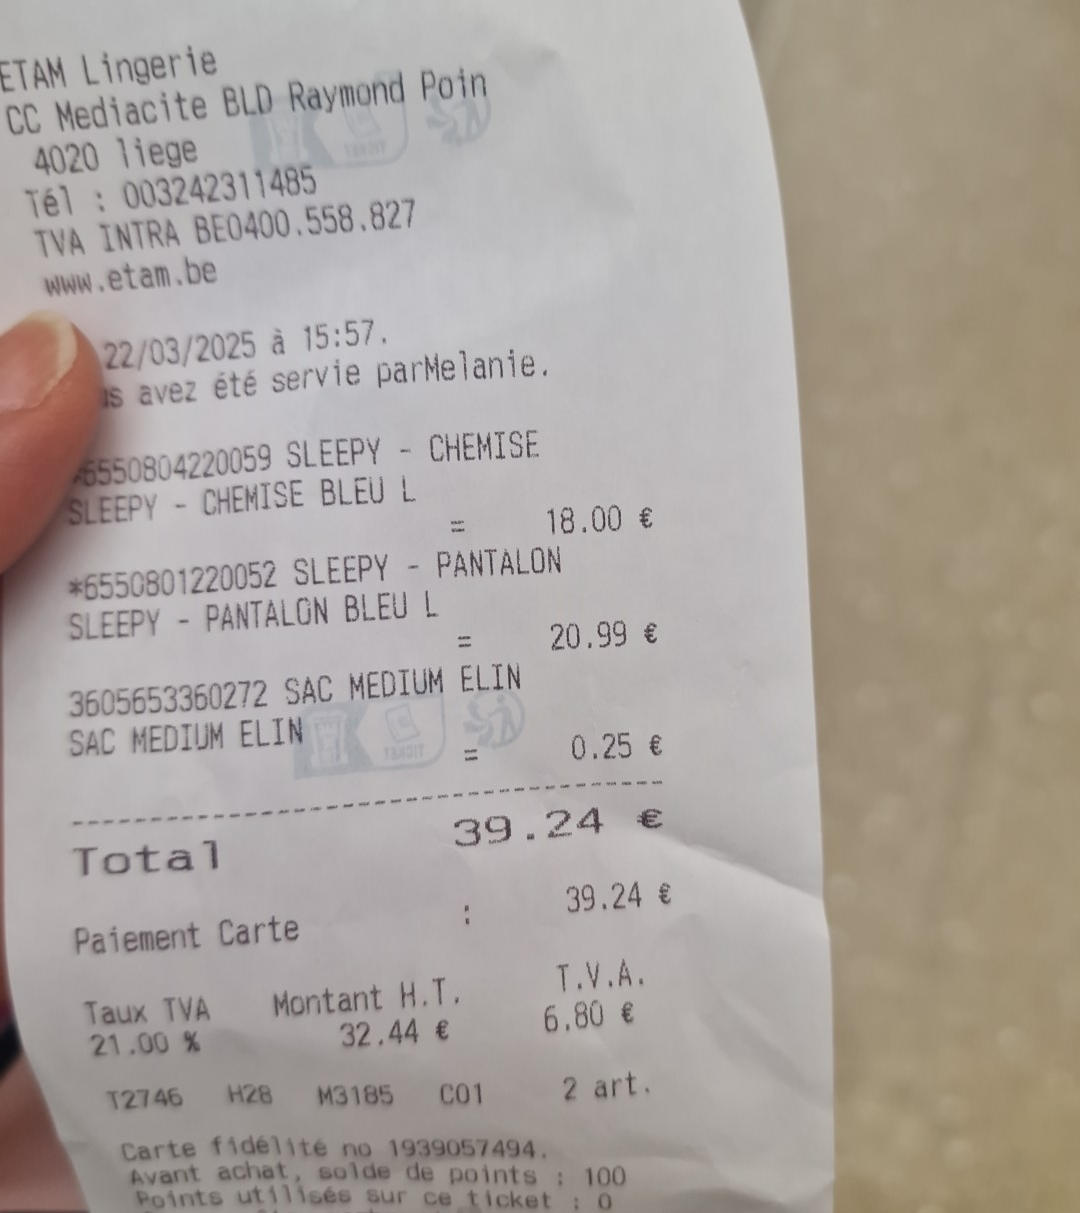 ETAM Lingerie
CC Mediacite BLD Raymond Poin
4020 liege
Tél : 003242311485
TVA INTRA BE0400.558.827
www.etam.be
22/03/2025 à 15:57.
avez été servie parMelanie.
*6550804220059 SLEEPY - CHEMISE
SLEEPY - CHEMISE BLEU L
= 18.00 €
*6550801220052 SLEEPY - PANTALON
SLEEPY - PANTALON BLEU L
= 20.99 €
3605653360272 SAC MEDIUM ELIN
SAC MEDIUM ELIN
= 0.25 €
Total 39.24 €
Paiement Carte : 39.24 €
Taux TVA Montant H.T. T.V.A.
21.00 % 32.44 € 6.80 €
T2746 H28 M3185 C01 2 art.
Carte fidélité no 1939057494.
Avant achat, solde de points : 100
Points utilisés sur ce ticket : 0